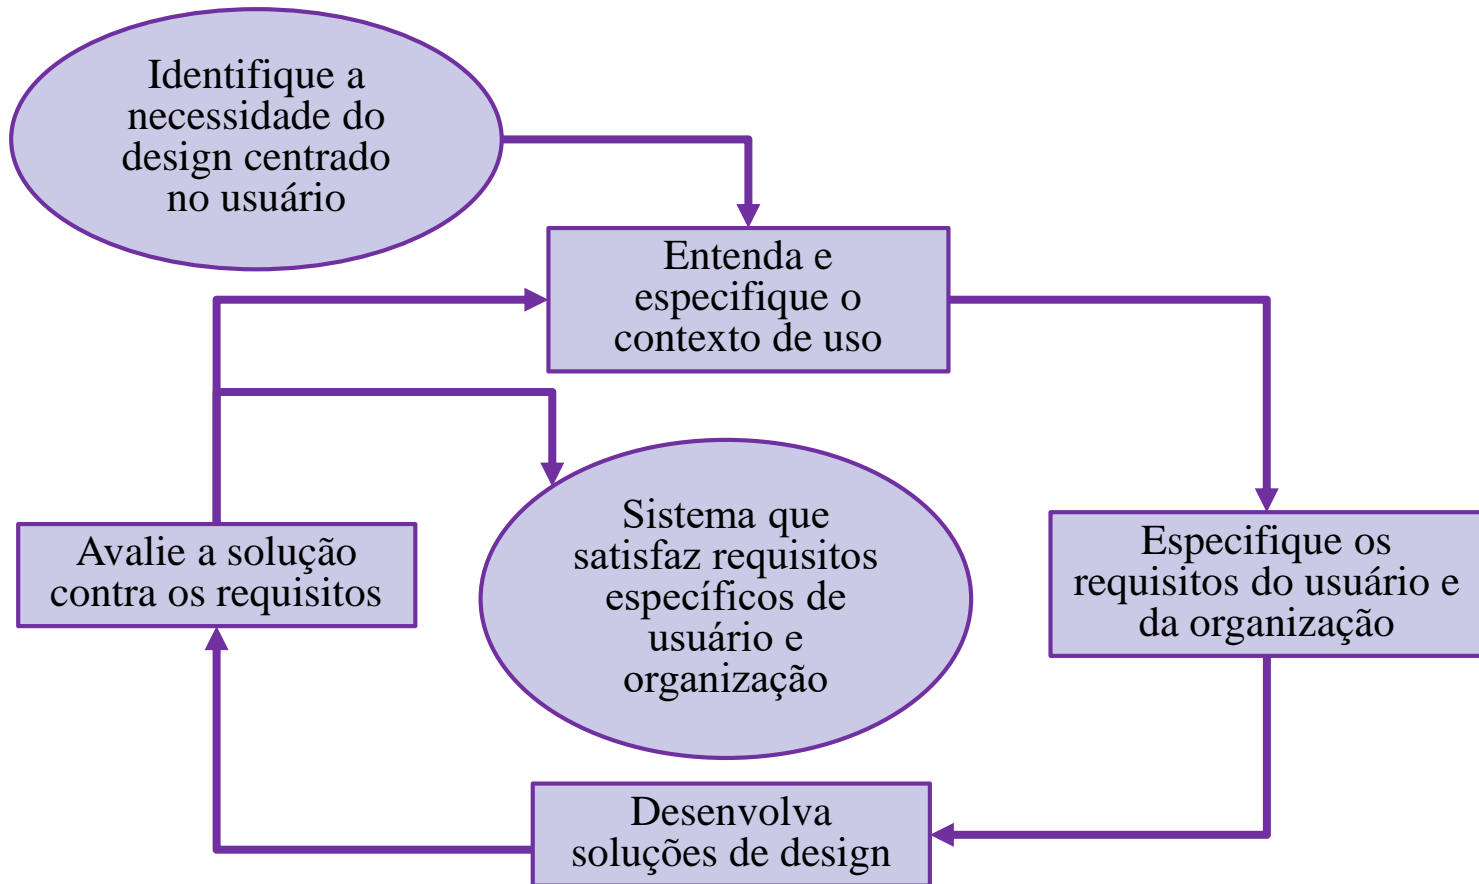 Identifique a
necessidade do
design centrado
no usuário
Entenda e
especifique o
contexto de uso
Sistema que
satisfaz requisitos
específicos de
usuário e
organização
Avalie a solução
contra os requisitos
Especifique os
requisitos do usuário e
da organização
Desenvolva
soluções de design